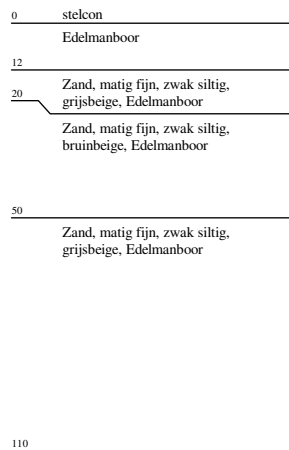 0 stelcon
Edelmanboor
12
Zand, matig fijn, zwak siltig,
20
grijsbeige, Edelmanboor
Zand, matig fijn, zwak siltig,
bruinbeige, Edelmanboor
50
Zand, matig fijn, zwak siltig,
grijsbeige, Edelmanboor
110